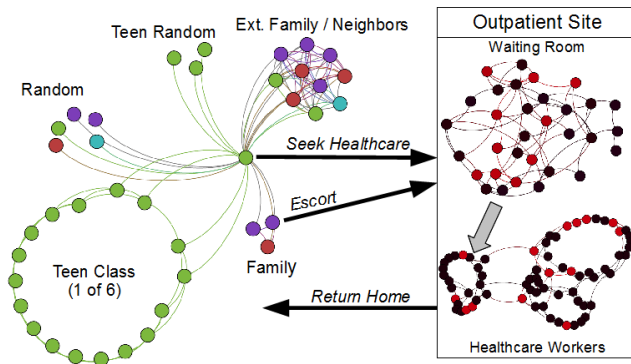 Teen Random
Ext. Family / Neighbors
Outpatient Site
Waiting Room
Random
Seek Healthcare
Escort
Teen Class
(1 of 6)
Family
Return Home
Healthcare Workers